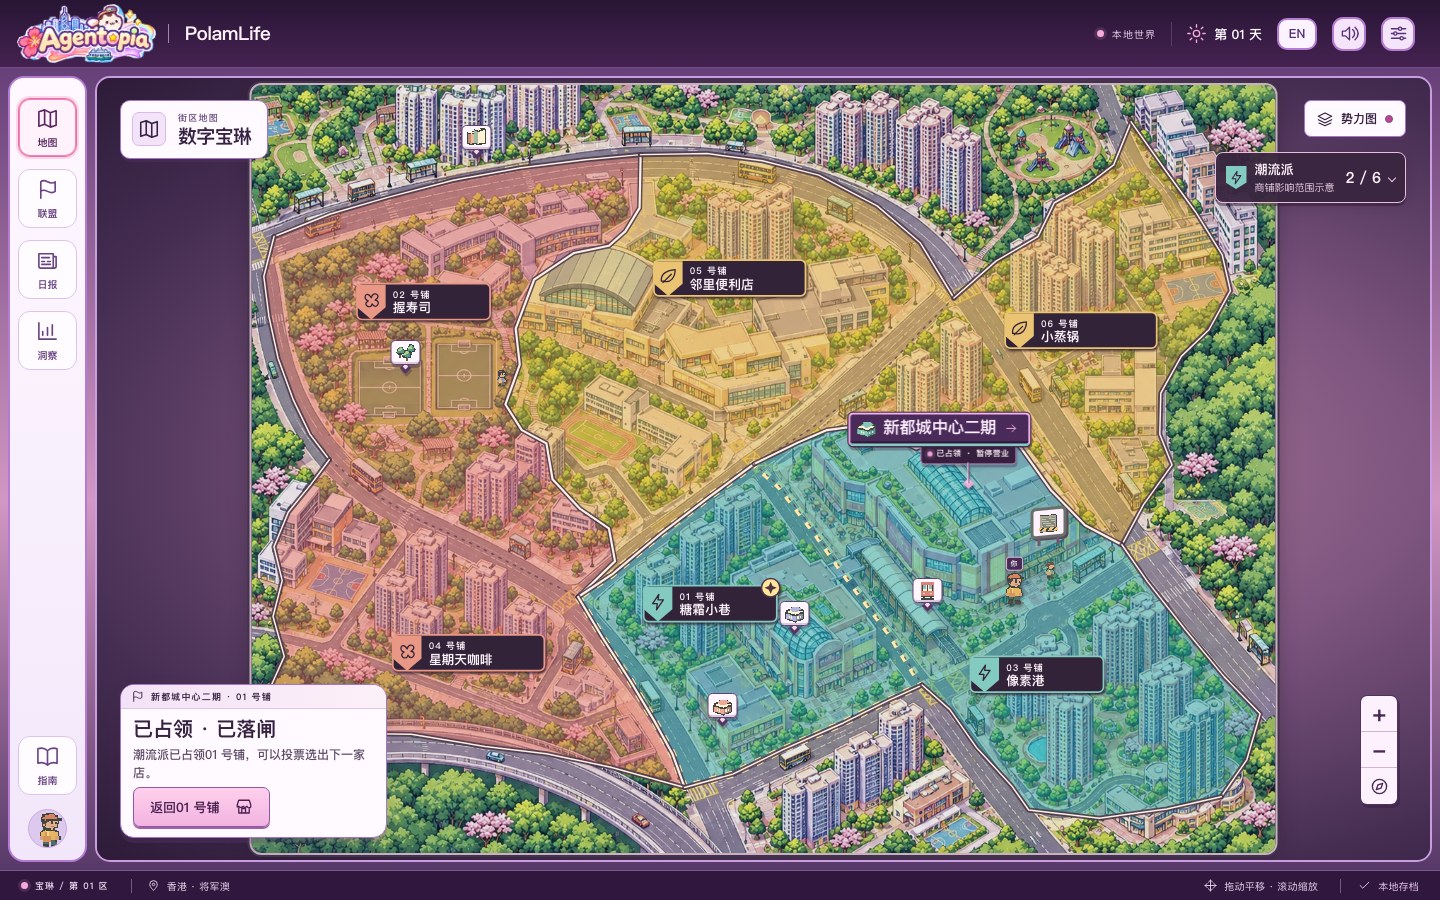 Agentopia
PolamLife
本地世界
第 01 天
EN
地图
联盟
日报
洞察
指南
街区地图
数字宝琳
势力图
潮流派
商铺影响范围示意
2 / 6
02 号铺
握寿司
05 号铺
邻里便利店
06 号铺
小蒸锅
新都城中心二期 →
已占领 · 暂停营业
你
01 号铺
糖霜小巷
04 号铺
星期天咖啡
03 号铺
像素港
新都城中心二期 · 01 号铺
已占领 · 已落闸
潮流派已占领01 号铺，可以投票选出下一家
店。
返回01 号铺
宝琳 / 第 01 区
香港 · 将军澳
拖动平移 · 滚动缩放
本地存档